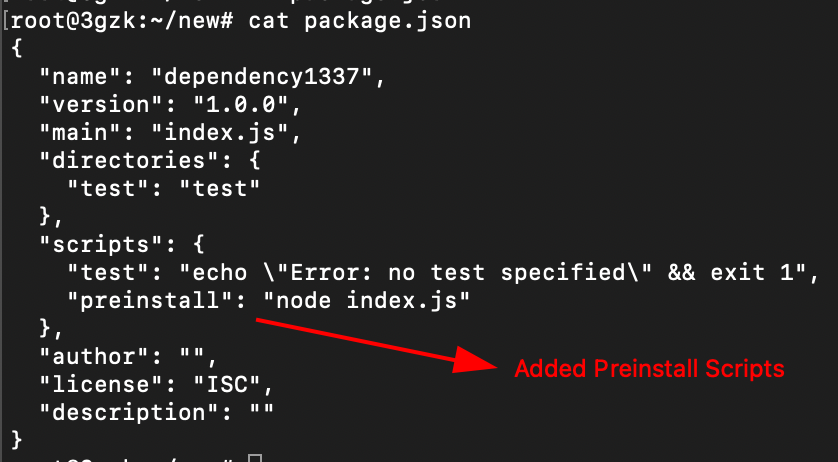 [root@3gzk:~/new# cat package.json
{
  "name": "dependency1337",
  "version": "1.0.0",
  "main": "index.js",
  "directories": {
    "test": "test"
  },
  "scripts": {
    "test": "echo \"Error: no test specified\" && exit 1",
    "preinstall": "node index.js"
  },
  "author": "",
  "license": "ISC",
  "description": ""
}
Added Preinstall Scripts